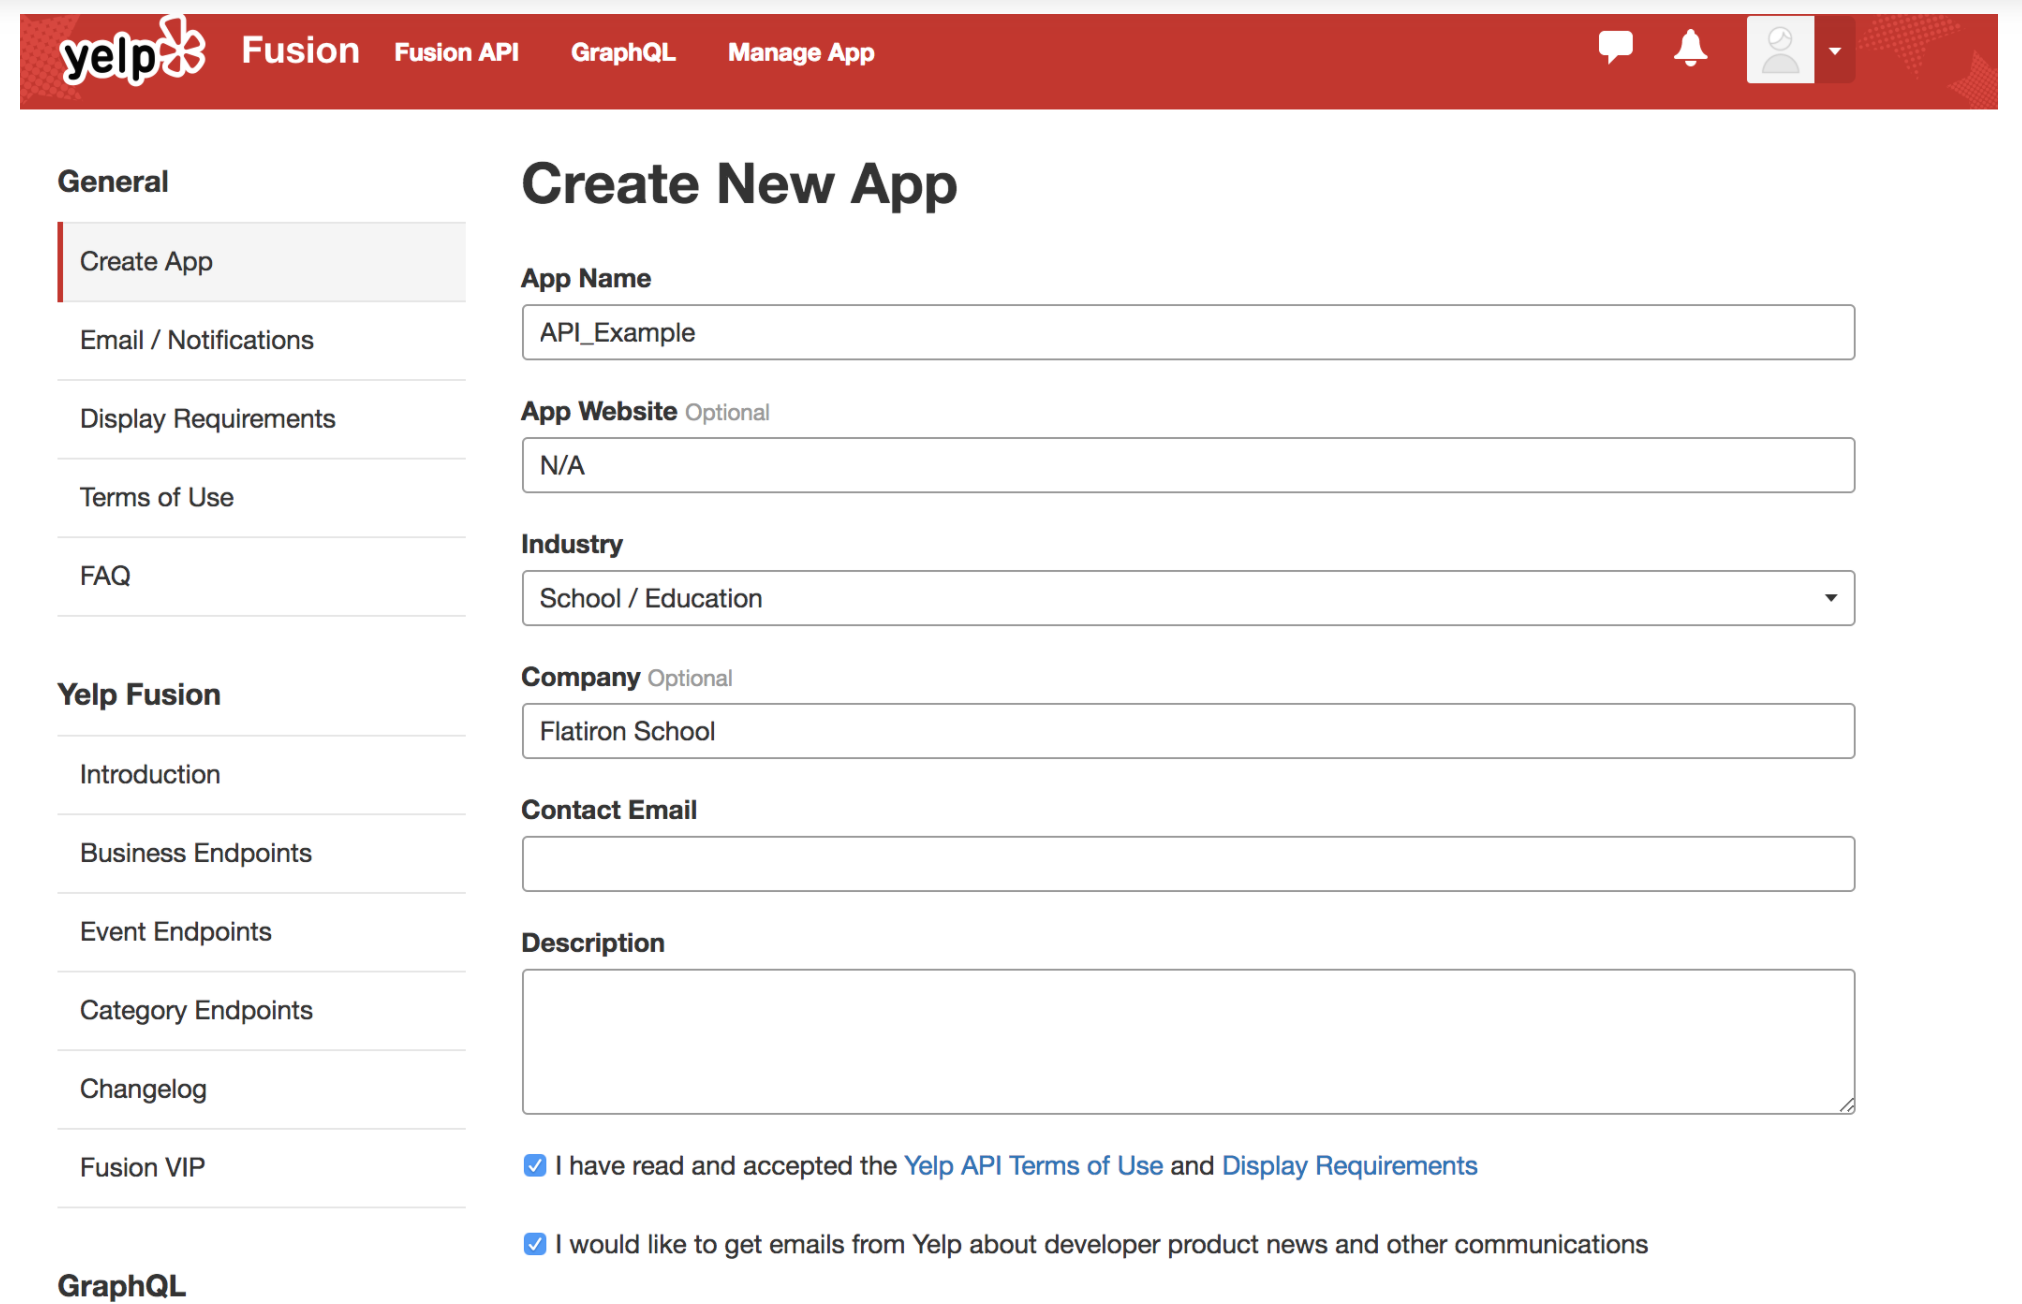 yelp Fusion Fusion API GraphQL Manage App
General
Create App
Email / Notifications
Display Requirements
Terms of Use
FAQ
Yelp Fusion
Introduction
Business Endpoints
Event Endpoints
Category Endpoints
Changelog
Fusion VIP
GraphQL
Create New App
App Name
API_Example
App Website Optional
N/A
Industry
School / Education
Company Optional
Flatiron School
Contact Email
Description
I have read and accepted the Yelp API Terms of Use and Display Requirements
I would like to get emails from Yelp about developer product news and other communications